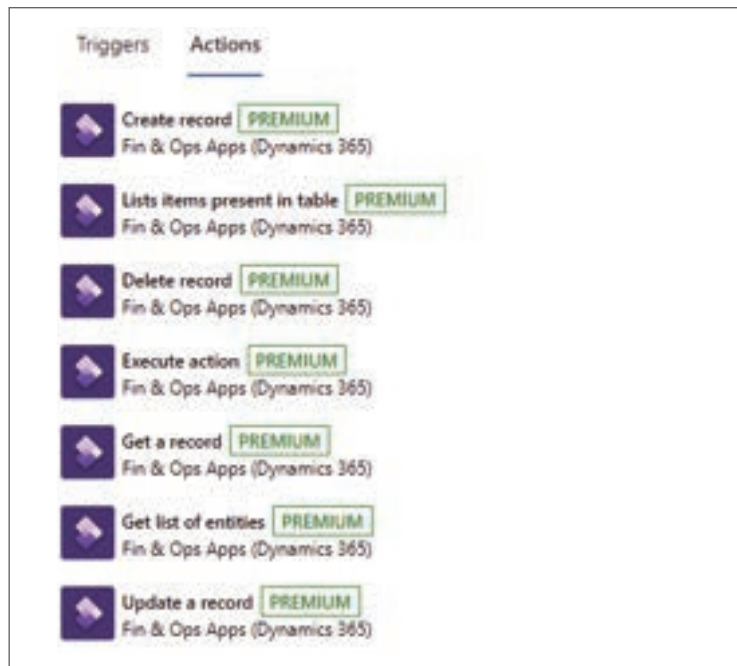 Triggers Actions
Create record PREMIUM
Fin & Ops Apps (Dynamics 365)
Lists items present in table PREMIUM
Fin & Ops Apps (Dynamics 365)
Delete record PREMIUM
Fin & Ops Apps (Dynamics 365)
Execute action PREMIUM
Fin & Ops Apps (Dynamics 365)
Get a record PREMIUM
Fin & Ops Apps (Dynamics 365)
Get list of entities PREMIUM
Fin & Ops Apps (Dynamics 365)
Update a record PREMIUM
Fin & Ops Apps (Dynamics 365)